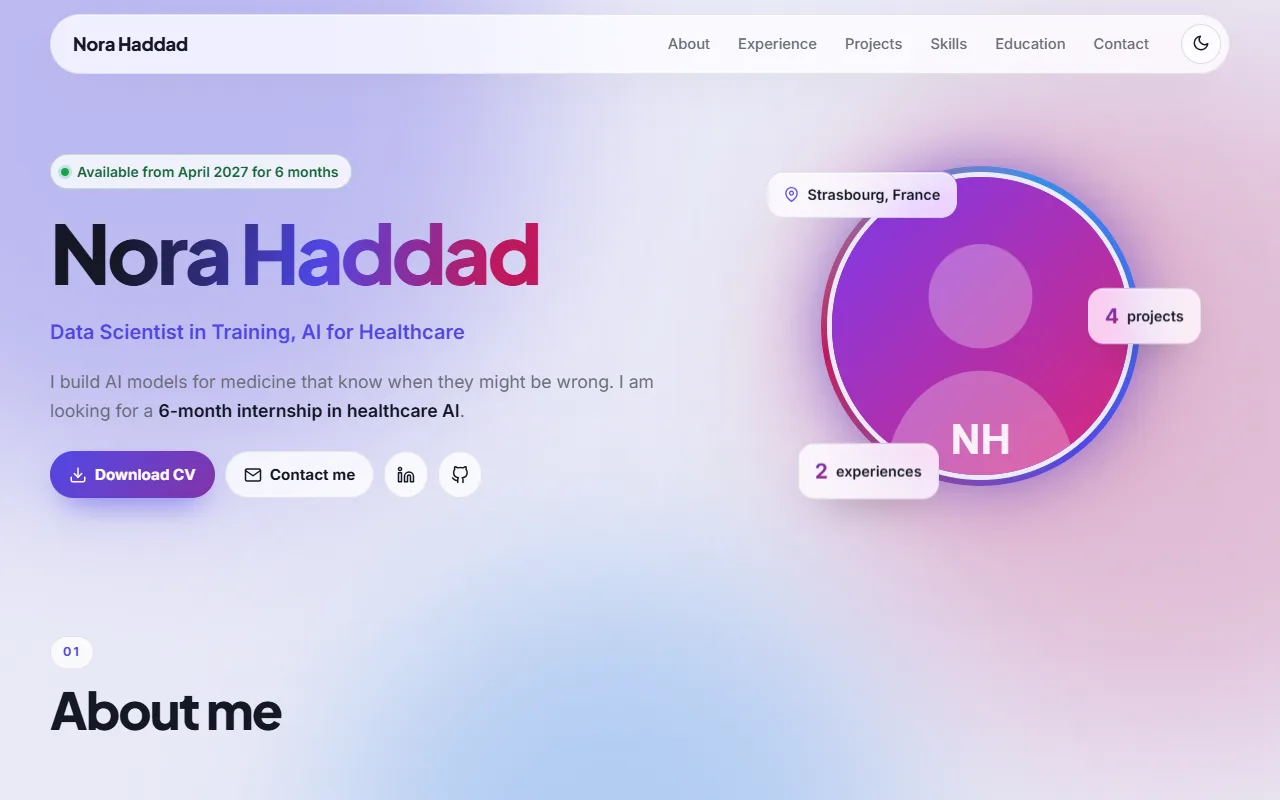 Nora Haddad
About
Experience
Projects
Skills
Education
Contact
Available from April 2027 for 6 months
Nora Haddad
Data Scientist in Training, AI for Healthcare
I build AI models for medicine that know when they might be wrong. I am
looking for a 6-month internship in healthcare AI.
Download CV
Contact me
Strasbourg, France
4 projects
NH
2 experiences
01
About me